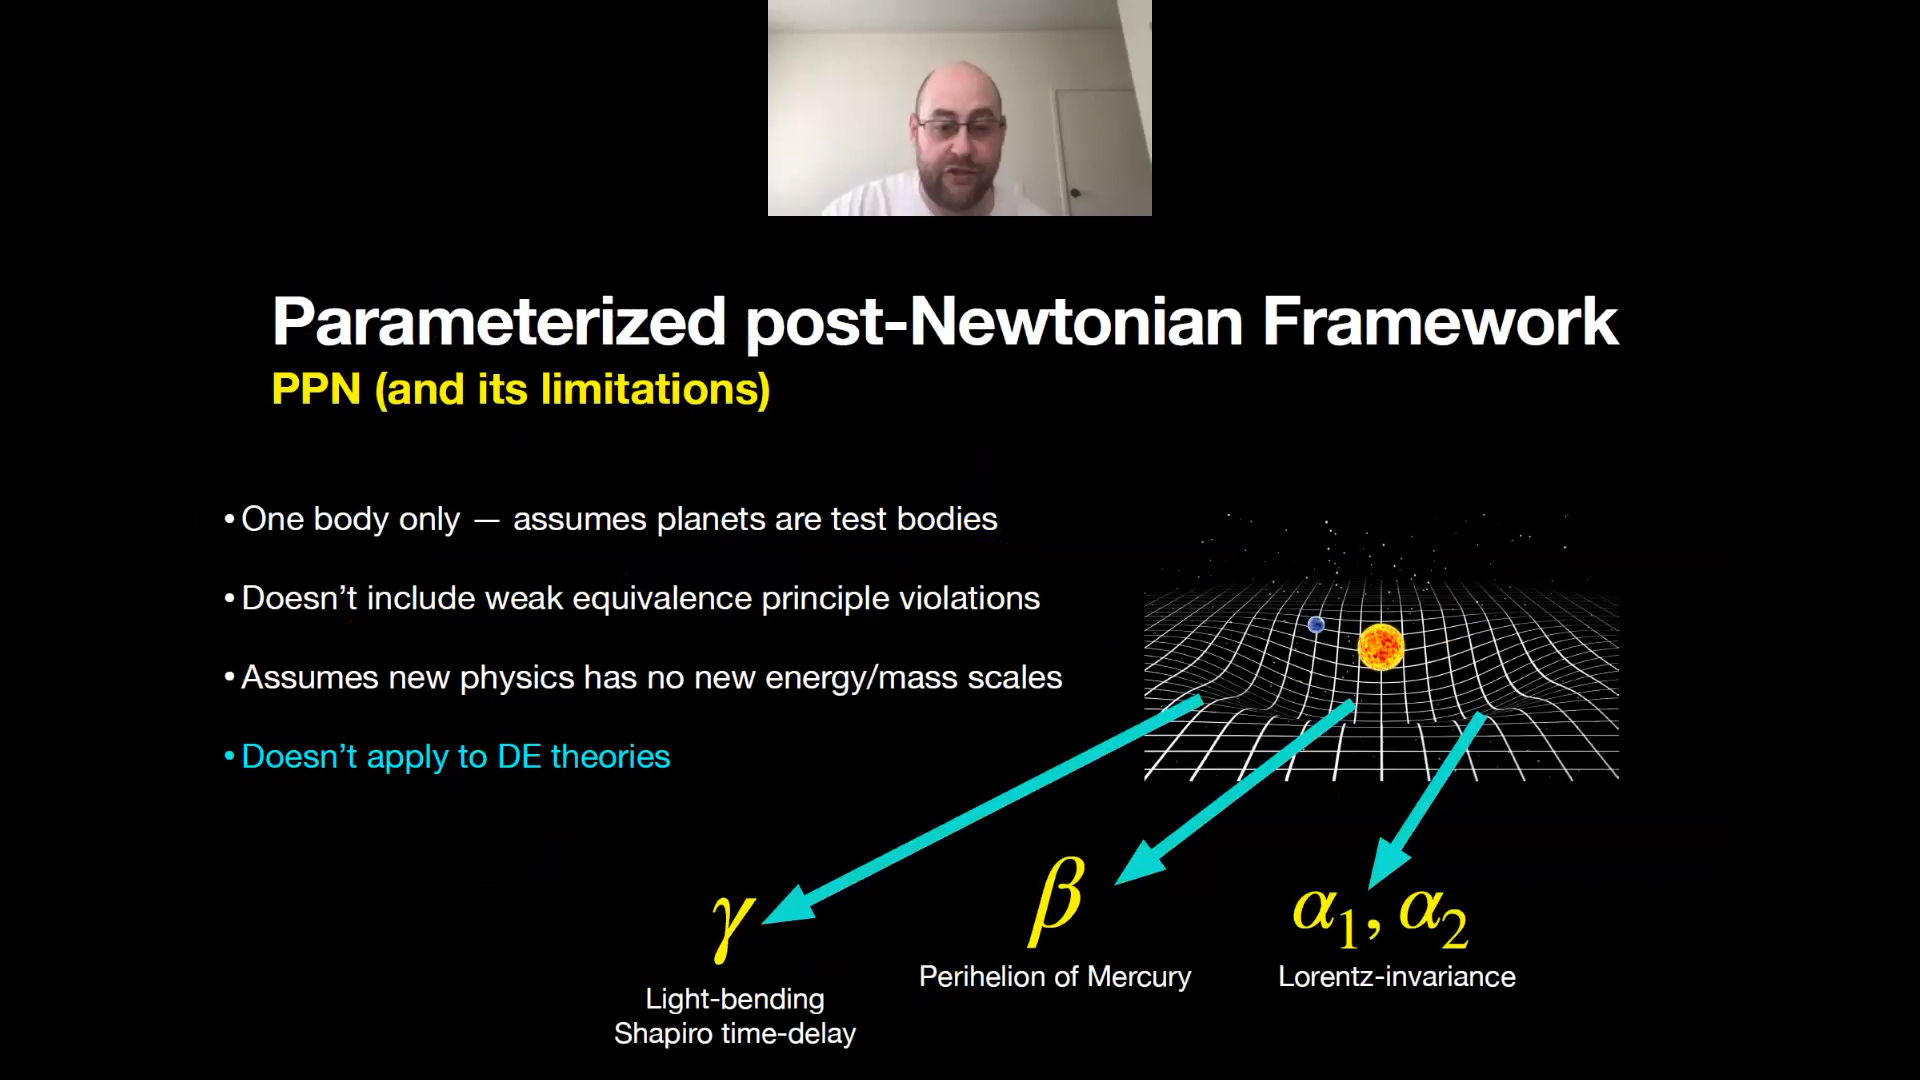 Parameterized post-Newtonian Framework
PPN (and its limitations)
• One body only — assumes planets are test bodies
• Doesn’t include weak equivalence principle violations
• Assumes new physics has no new energy/mass scales
• Doesn’t apply to DE theories
γ
Light-bending
Shapiro time-delay
β
Perihelion of Mercury
α₁, α₂
Lorentz-invariance